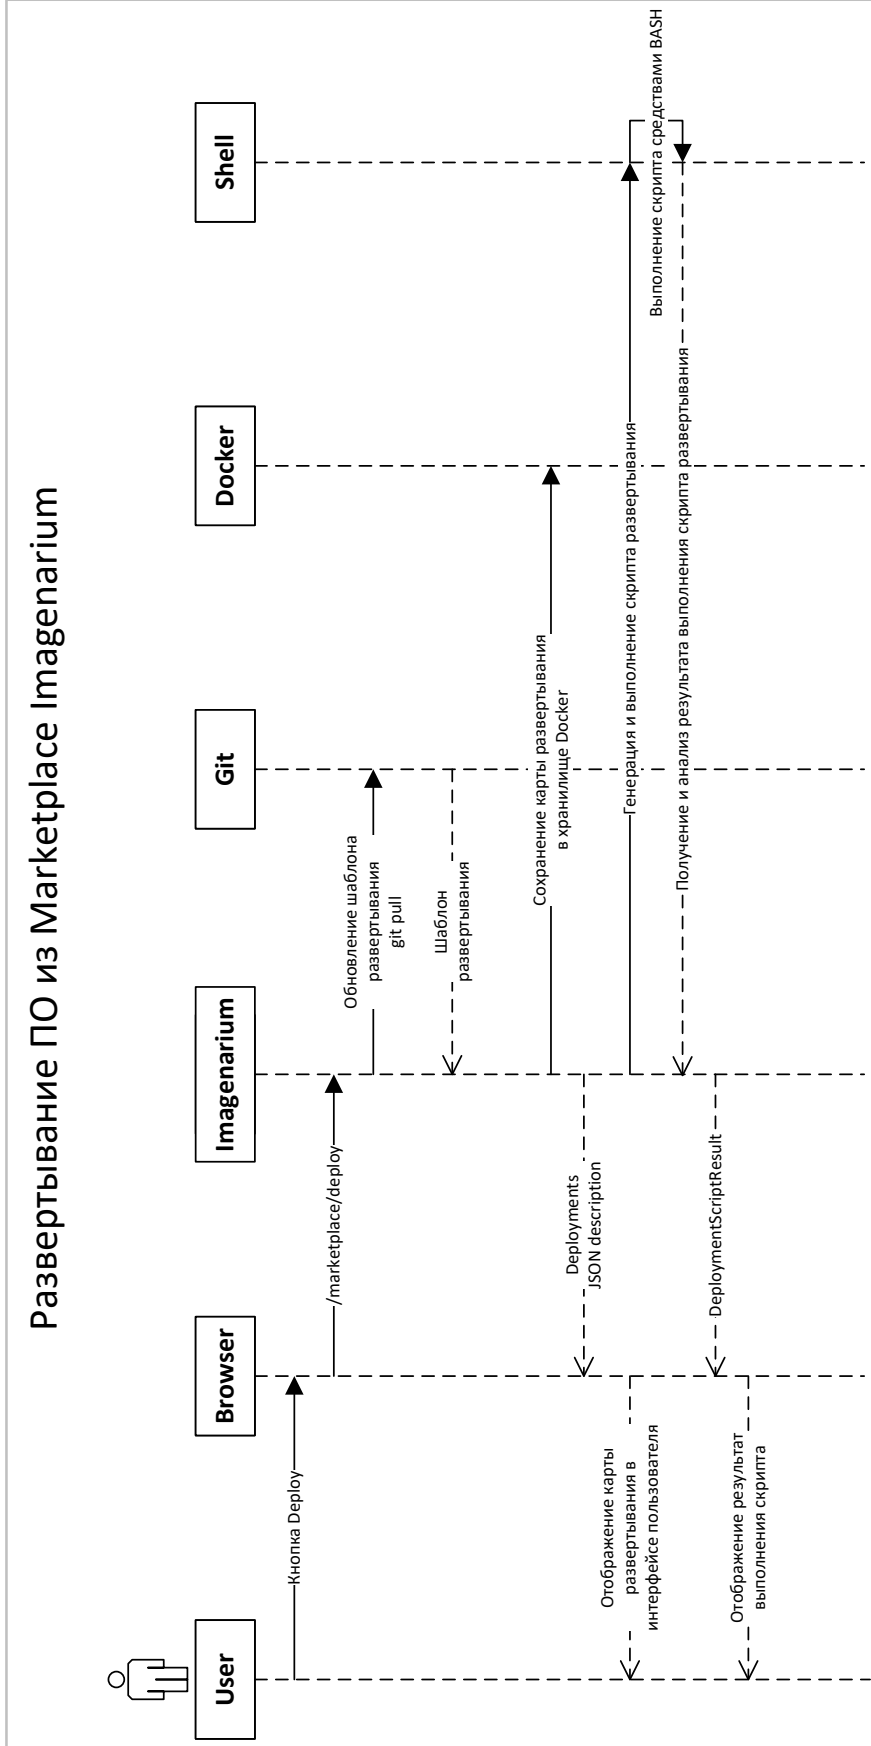 Развертывание ПО из Marketplace Imagenarium
User
Browser
Imagenarium
Git
Docker
Shell
Кнопка Deploy
/marketplace/deploy
Обновление шаблона
развертывания
git pull
Шаблон
развертывания
Сохранение карты развертывания
в хранилище Docker
Deployments
JSON description
Отображение карты
развертывания в
интерфейсе пользователя
Генерация и выполнение скрипта развертывания
Выполнение скрипта средствами BASH
Получение и анализ результата выполнения скрипта развертывания
DeploymentScriptResult
Отображение результат
выполнения скрипта